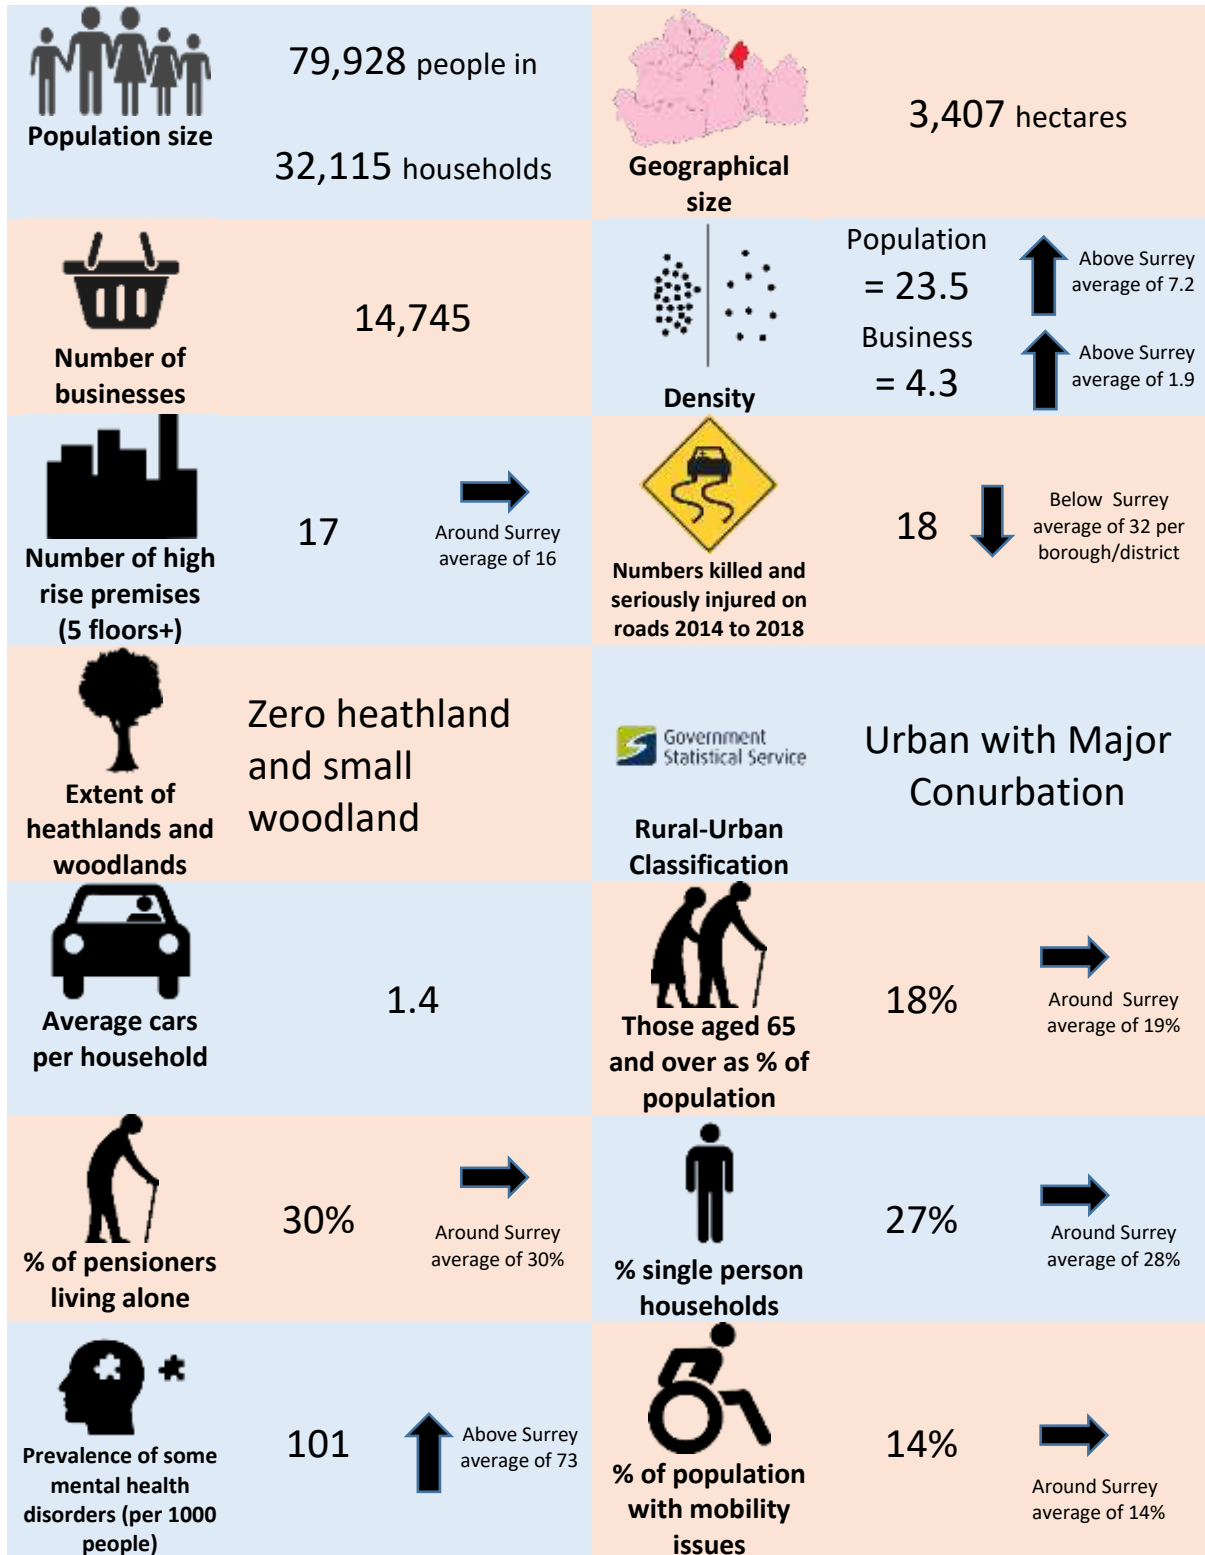 79,928 people in
32,115 households
Population size
3,407 hectares
Geographical
size
14,745
Number of
businesses
Population
= 23.5
Above Surrey
average of 7.2
Business
= 4.3
Above Surrey
average of 1.9
Density
17
Around Surrey
average of 16
Number of high
rise premises
(5 floors+)
18
Below Surrey
average of 32 per
borough/district
Numbers killed and
seriously injured on
roads 2014 to 2018
Zero heathland
and small
woodland
Extent of
heathlands and
woodlands
Government
Statistical Service
Urban with Major
Conurbation
Rural-Urban
Classification
1.4
Average cars
per household
18%
Around Surrey
average of 19%
Those aged 65
and over as % of
population
30%
Around Surrey
average of 30%
% of pensioners
living alone
27%
Around Surrey
average of 28%
% single person
households
101
Above Surrey
average of 73
Prevalence of some
mental health
disorders (per 1000
people)
14%
Around Surrey
average of 14%
% of population
with mobility
issues